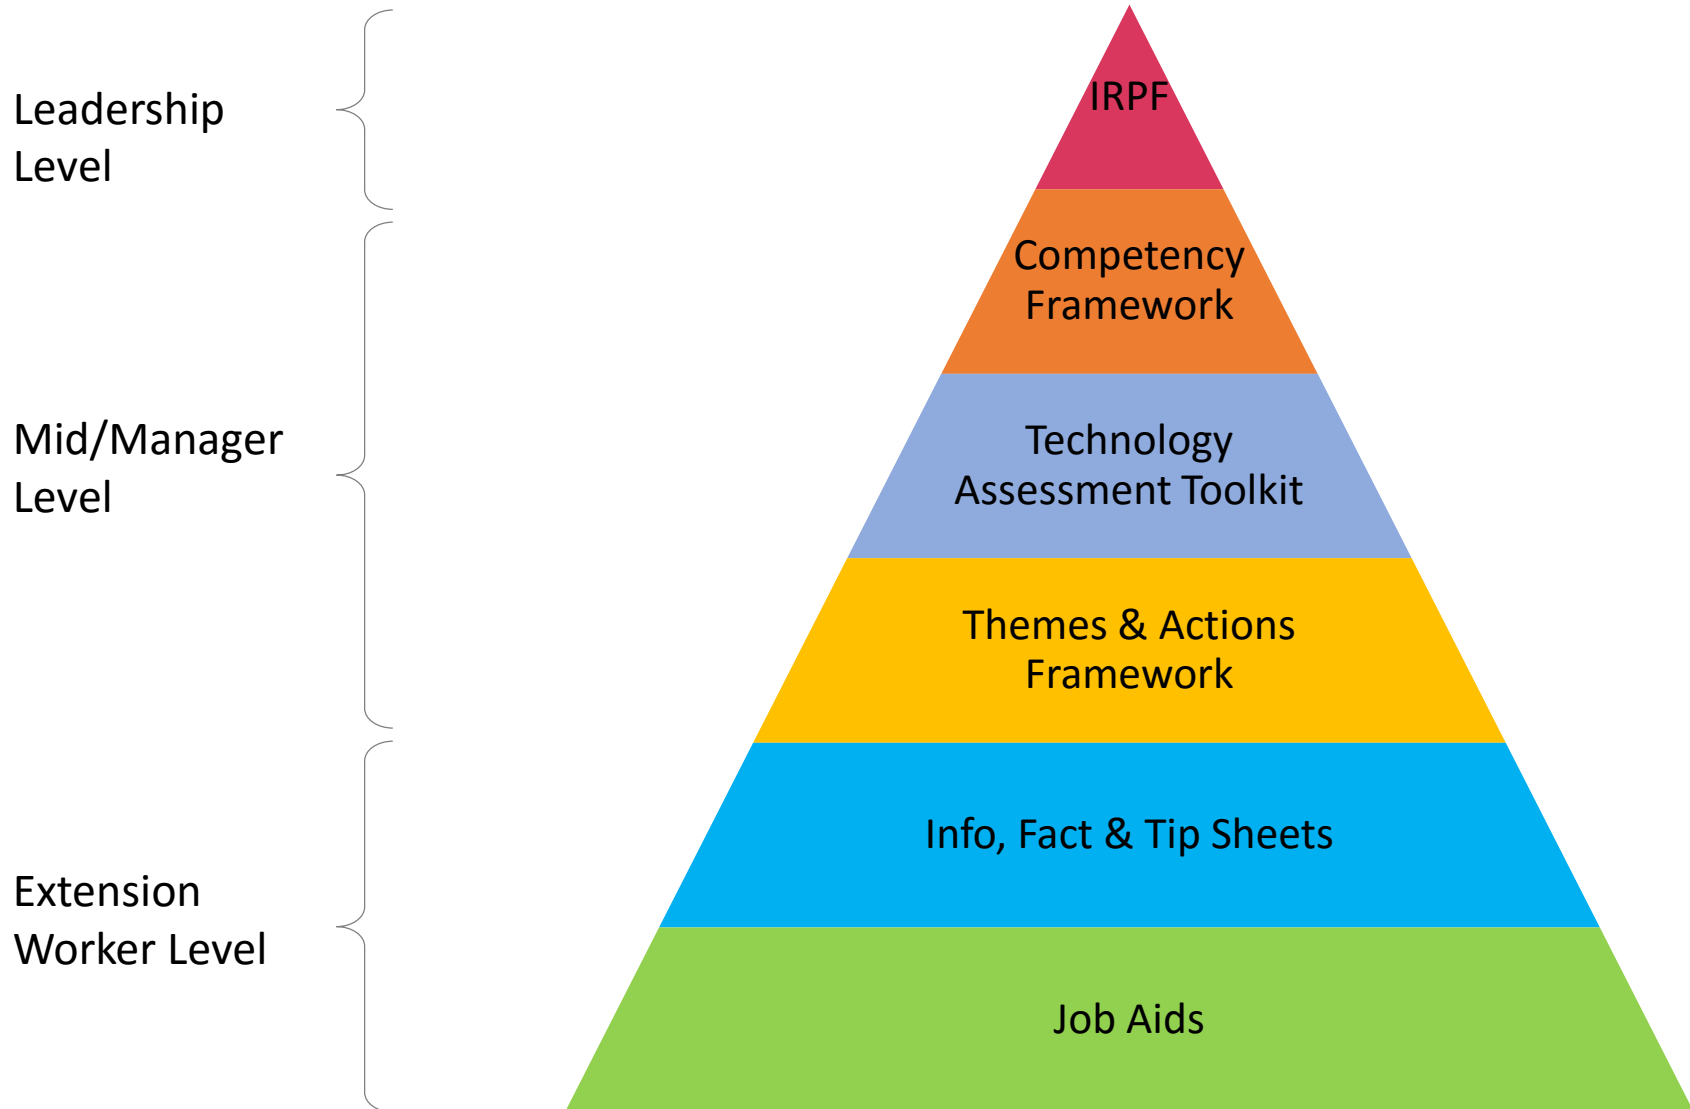 Leadership
Level
IRPF
Mid/Manager
Level
Competency
Framework
Technology
Assessment Toolkit
Themes & Actions
Framework
Extension
Worker Level
Info, Fact & Tip Sheets
Job Aids